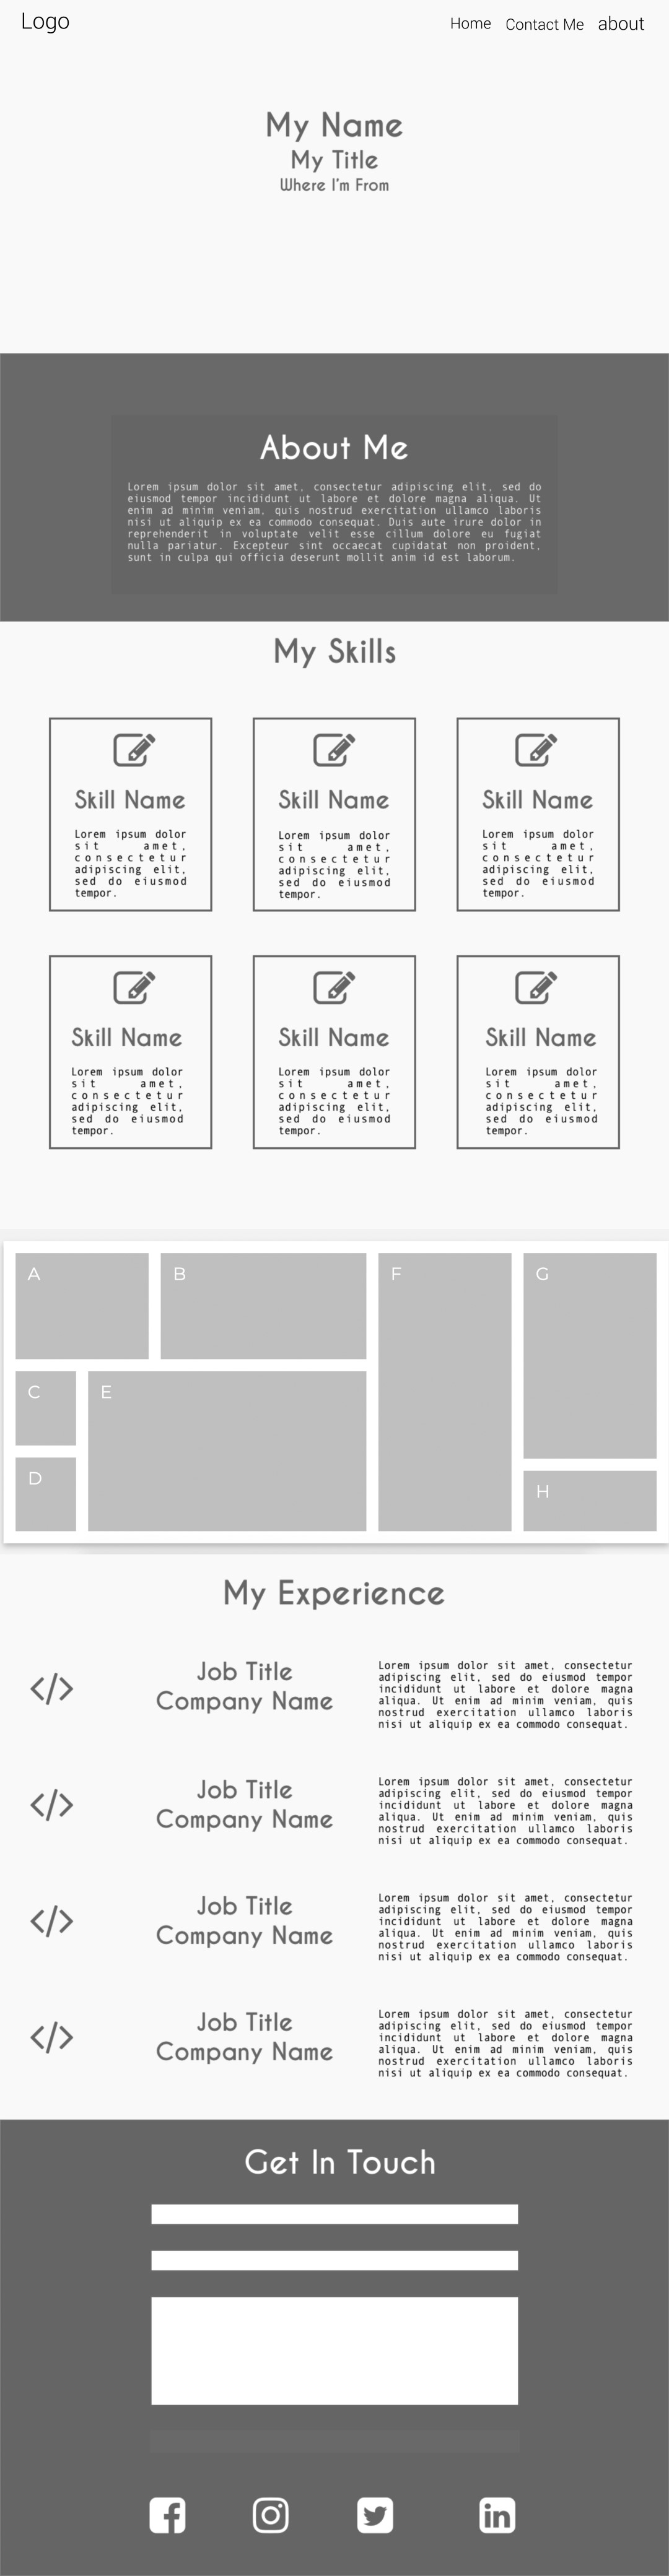 Logo
Home Contact Me about
My Name
My Title
Where I'm From
About Me
Lorem ipsum dolor sit amet, consectetur adipiscing elit, sed do
eiusmod tempor incididunt ut labore et dolore magna aliqua. Ut
enim ad minim veniam, quis nostrud exercitation ullamco laboris
nisi ut aliquip ex ea commodo consequat. Duis aute irure dolor in
reprehenderit in voluptate velit esse cillum dolore eu fugiat
nulla pariatur. Excepteur sint occaecat cupidatat non proident,
sunt in culpa qui officia deserunt mollit anim id est laborum.
My Skills
Skill Name
Lorem ipsum dolor
sit amet,
consectetur
adipiscing elit,
sed do eiusmod
tempor.
Skill Name
Lorem ipsum dolor
sit amet,
consectetur
adipiscing elit,
sed do eiusmod
tempor.
Skill Name
Lorem ipsum dolor
sit amet,
consectetur
adipiscing elit,
sed do eiusmod
tempor.
Skill Name
Lorem ipsum dolor
sit amet,
consectetur
adipiscing elit,
sed do eiusmod
tempor.
Skill Name
Lorem ipsum dolor
sit amet,
consectetur
adipiscing elit,
sed do eiusmod
tempor.
Skill Name
Lorem ipsum dolor
sit amet,
consectetur
adipiscing elit,
sed do eiusmod
tempor.
A
B
F
G
C
E
D
H
My Experience
Job Title
Company Name
Lorem ipsum dolor sit amet, consectetur
adipiscing elit, sed do eiusmod tempor
incididunt ut labore et dolore magna
aliqua. Ut enim ad minim veniam, quis
nostrud exercitation ullamco laboris
nisi ut aliquip ex ea commodo consequat.
Job Title
Company Name
Lorem ipsum dolor sit amet, consectetur
adipiscing elit, sed do eiusmod tempor
incididunt ut labore et dolore magna
aliqua. Ut enim ad minim veniam, quis
nostrud exercitation ullamco laboris
nisi ut aliquip ex ea commodo consequat.
Job Title
Company Name
Lorem ipsum dolor sit amet, consectetur
adipiscing elit, sed do eiusmod tempor
incididunt ut labore et dolore magna
aliqua. Ut enim ad minim veniam, quis
nostrud exercitation ullamco laboris
nisi ut aliquip ex ea commodo consequat.
Job Title
Company Name
Lorem ipsum dolor sit amet, consectetur
adipiscing elit, sed do eiusmod tempor
incididunt ut labore et dolore magna
aliqua. Ut enim ad minim veniam, quis
nostrud exercitation ullamco laboris
nisi ut aliquip ex ea commodo consequat.
Get In Touch